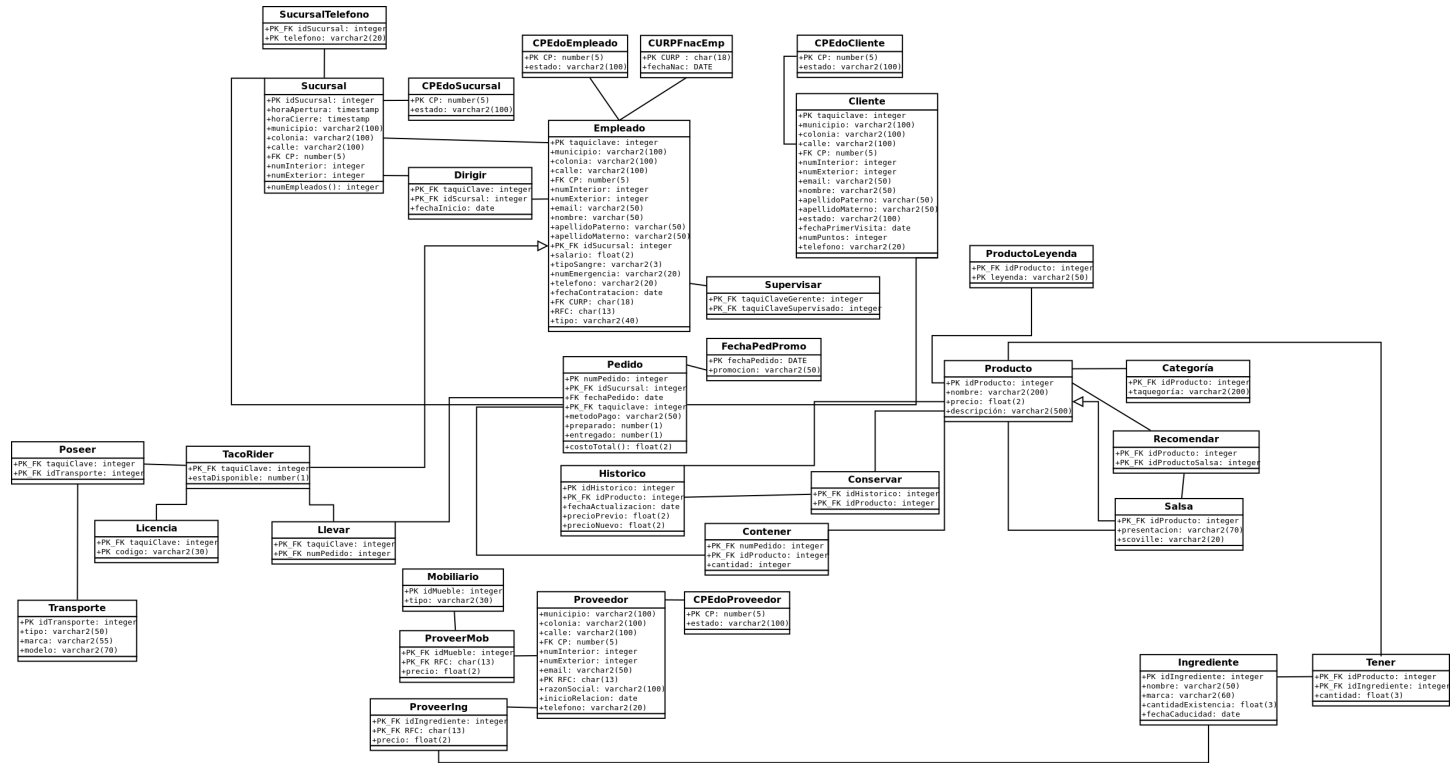 SucursalTelefono
+PK_FK idSucursal: integer
+PK telefono: varchar2(20)
CPEdoEmpleado
+PK CP: number(5)
+estado: varchar2(100)
CURPFnacEmp
+PK CURP : char(18)
+fechaNac: DATE
CPEdoCliente
+PK CP: number(5)
+estado: varchar2(100)
Sucursal
+PK idSucursal: integer
+horaApertura: timestamp
+horaCierre: timestamp
+municipio: varchar2(100)
+colonia: varchar2(100)
+calle: varchar2(100)
+FK CP: number(5)
+numInterior: integer
+numExterior: integer
+numEmpleados(): integer
CPEdoSucursal
+PK CP: number(5)
+estado: varchar2(100)
Empleado
+PK taquiclave: integer
+municipio: varchar2(100)
+colonia: varchar2(100)
+calle: varchar2(100)
+FK CP: number(5)
+numInterior: integer
+numExterior: integer
+email: varchar2(50)
+nombre: varchar(50)
+apellidoPaterno: varchar(50)
+apellidoMaterno: varchar2(50)
+PK_FK idSucursal: integer
+salario: float(2)
+tipoSangre: varchar2(3)
+numEmergencia: varchar2(20)
+telefono: varchar2(20)
+fechaContratacion: date
+FK CURP: char(18)
+RFC: char(13)
+tipo: varchar2(40)
Cliente
+PK taquiclave: integer
+municipio: varchar2(100)
+colonia: varchar2(100)
+calle: varchar2(100)
+FK CP: number(5)
+numInterior: integer
+numExterior: integer
+email: varchar2(50)
+nombre: varchar2(50)
+apellidoPaterno: varchar(50)
+apellidoMaterno: varchar2(50)
+estado: varchar2(100)
+fechaPrimerVisita: date
+numPuntos: integer
+telefono: varchar2(20)
Dirigir
+PK_FK taquiClave: integer
+PK_FK idScursal: integer
+fechaInicio: date
ProductoLeyenda
+PK_FK idProducto: integer
+PK leyenda: varchar2(50)
Supervisar
+PK_FK taquiClaveGerente: integer
+PK_FK taquiClaveSupervisado: integer
FechaPedPromo
+PK fechaPedido: DATE
+promocion: varchar2(50)
Pedido
+PK numPedido: integer
+PK_FK idSucursal: integer
+FK fechaPedido: date
+PK_FK taquiclave: integer
+metodoPago: varchar2(50)
+preparado: number(1)
+entregado: number(1)
+costoTotal(): float(2)
Producto
+PK idProducto: integer
+nombre: varchar2(200)
+precio: float(2)
+descripción: varchar2(500)
Categoría
+PK_FK idProducto: integer
+taquegoría: varchar2(200)
Recomendar
+PK_FK idProducto: integer
+PK_FK idProductoSalsa: integer
Poseer
+PK_FK taquiClave: integer
+PK_FK idTransporte: integer
TacoRider
+PK_FK taquiClave: integer
+estaDisponible: number(1)
Historico
+PK idHistorico: integer
+PK_FK idProducto: integer
+fechaActualizacion: date
+precioPrevio: float(2)
+precioNuevo: float(2)
Conservar
+PK_FK idHistorico: integer
+PK_FK idProducto: integer
Salsa
+PK_FK idProducto: integer
+presentacion: varchar2(70)
+scoville: varchar2(20)
Licencia
+PK_FK taquiClave: integer
+PK codigo: varchar2(30)
Llevar
+PK_FK taquiClave: integer
+PK_FK numPedido: integer
Contener
+PK_FK numPedido: integer
+PK_FK idProducto: integer
+cantidad: integer
Mobiliario
+PK idMueble: integer
+tipo: varchar2(30)
Proveedor
+municipio: varchar2(100)
+colonia: varchar2(100)
+calle: varchar2(100)
+FK CP: number(5)
+numInterior: integer
+numExterior: integer
+email: varchar2(50)
+PK RFC: char(13)
+razonSocial: varchar2(100)
+inicioRelacion: date
+telefono: varchar2(20)
CPEdoProveedor
+PK CP: number(5)
+estado: varchar2(100)
Transporte
+PK idTransporte: integer
+tipo: varchar2(50)
+marca: varchar2(55)
+modelo: varchar2(70)
ProveerMob
+PK_FK idMueble: integer
+PK_FK RFC: char(13)
+precio: float(2)
Ingrediente
+PK idIngrediente: integer
+nombre: varchar2(50)
+marca: varchar2(60)
+cantidadExistencia: float(3)
+fechaCaducidad: date
Tener
+PK_FK idProducto: integer
+PK_FK idIngrediente: integer
+cantidad: float(3)
ProveerIng
+PK_FK idIngrediente: integer
+PK_FK RFC: char(13)
+precio: float(2)